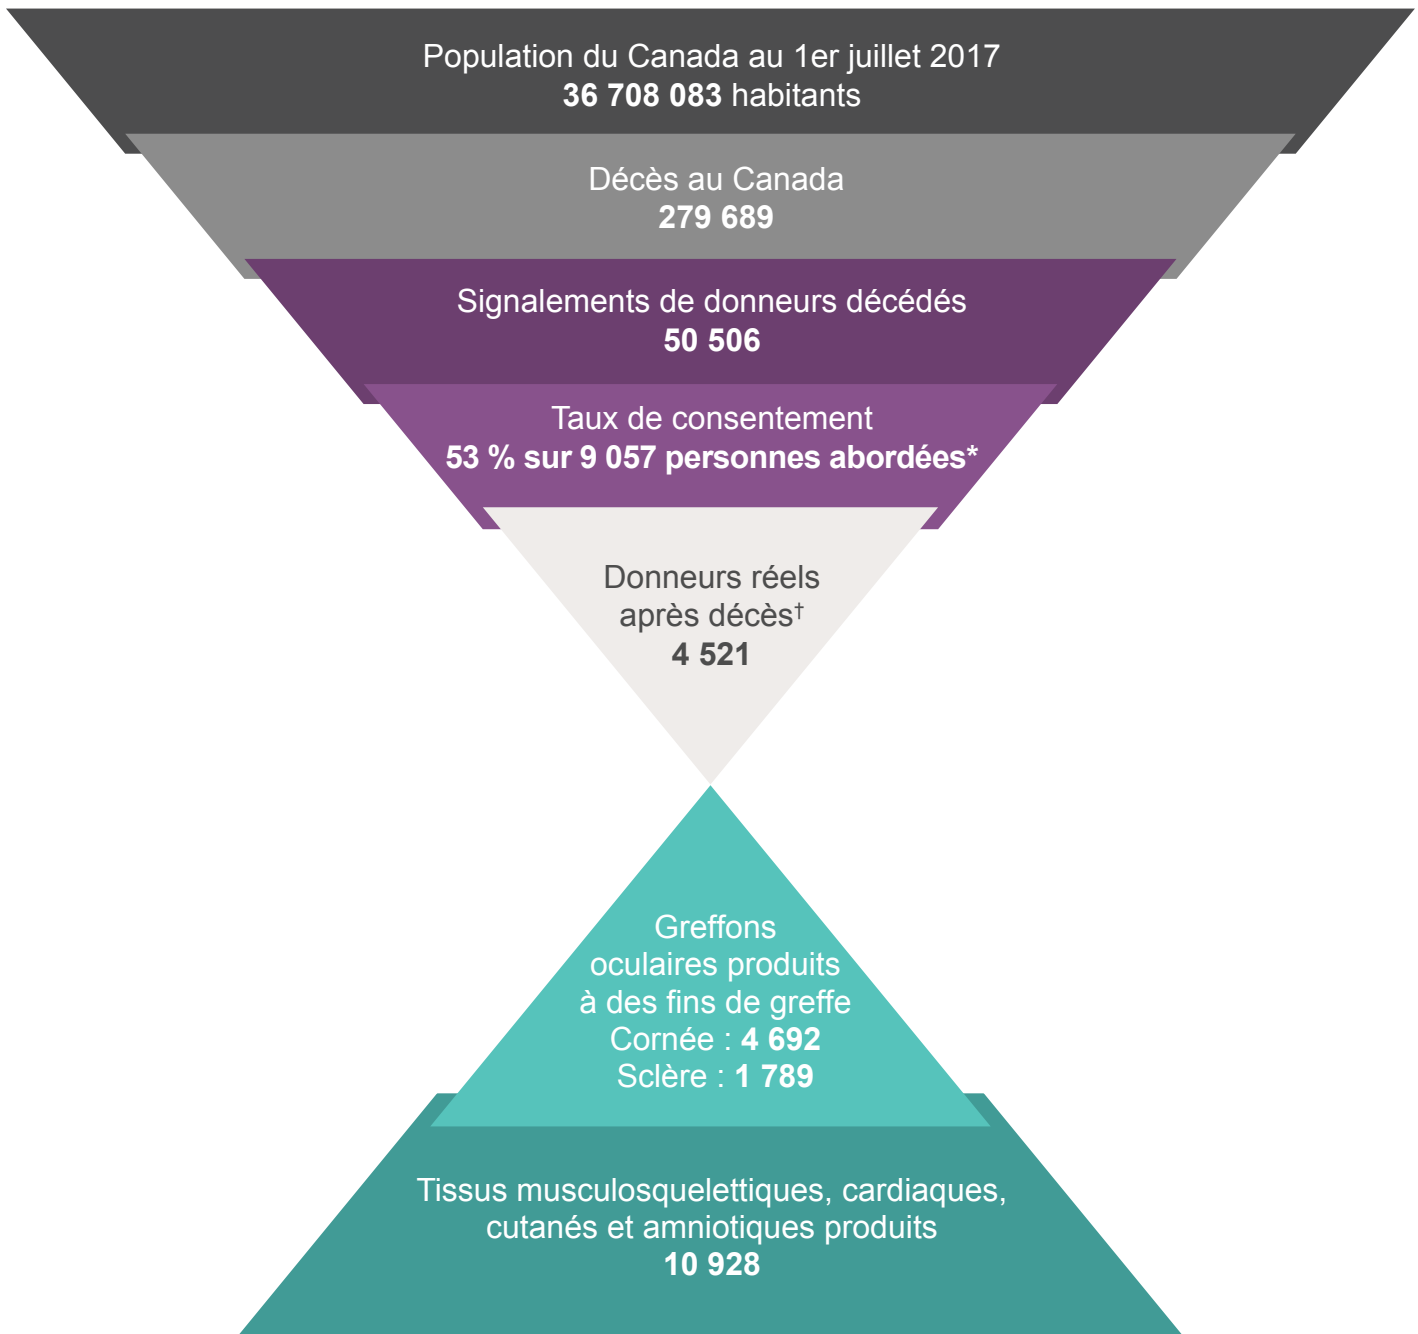 Population du Canada au 1er juillet 2017
36 708 083 habitants
Décès au Canada
279 689
Signalements de donneurs décédés
50 506
Taux de consentement
53 % sur 9 057 personnes abordées*
Donneurs réels
après décès†
4 521
Greffons
oculaires produits
à des fins de greffe
Cornée : 4 692
Sclère : 1 789
Tissus musculosquelettiques, cardiaques,
cutanés et amniotiques produits
10 928